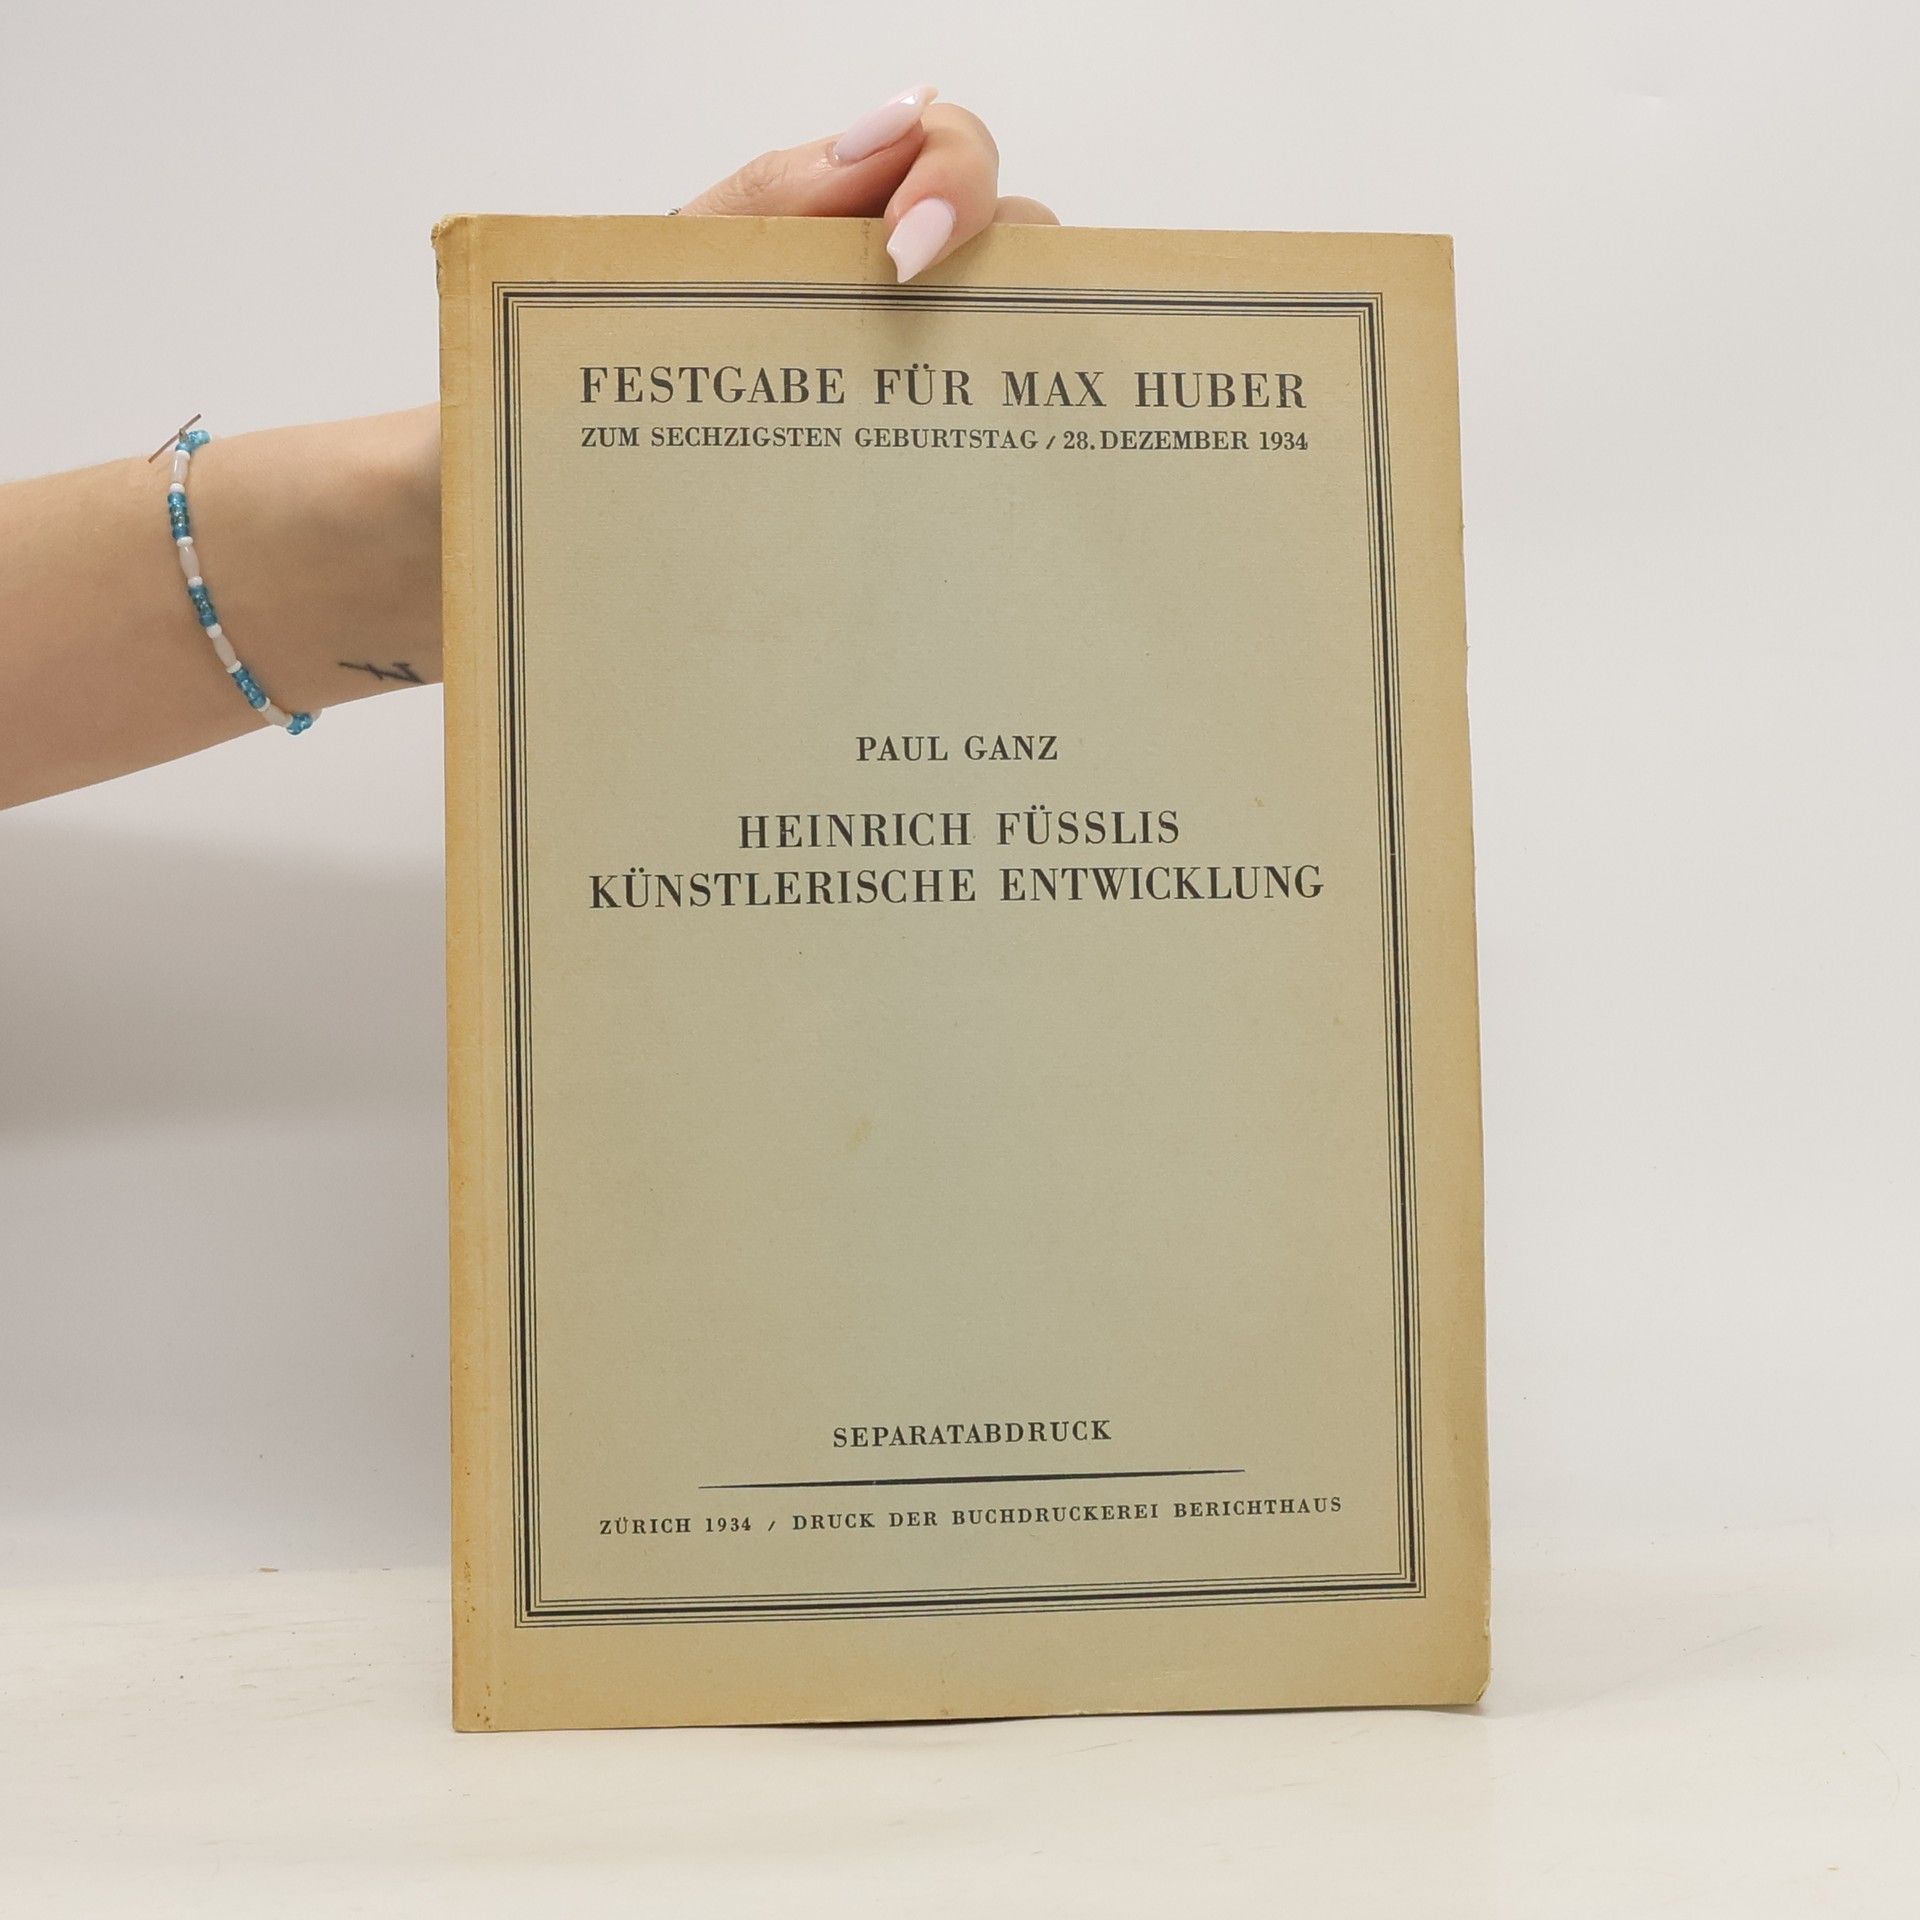 FESTGABE FÜR MAX HUBER
ZUM SECHZIGSTEN GEBURTSTAG / 28. DEZEMBER 1934
PAUL GANZ
HEINRICH FÜSSLIS
KÜNSTLERISCHE ENTWICKLUNG
SEPARATABDRUCK
ZÜRICH 1934 / DRUCK DER BUCHDRUCKEREI BERICHTHAUS